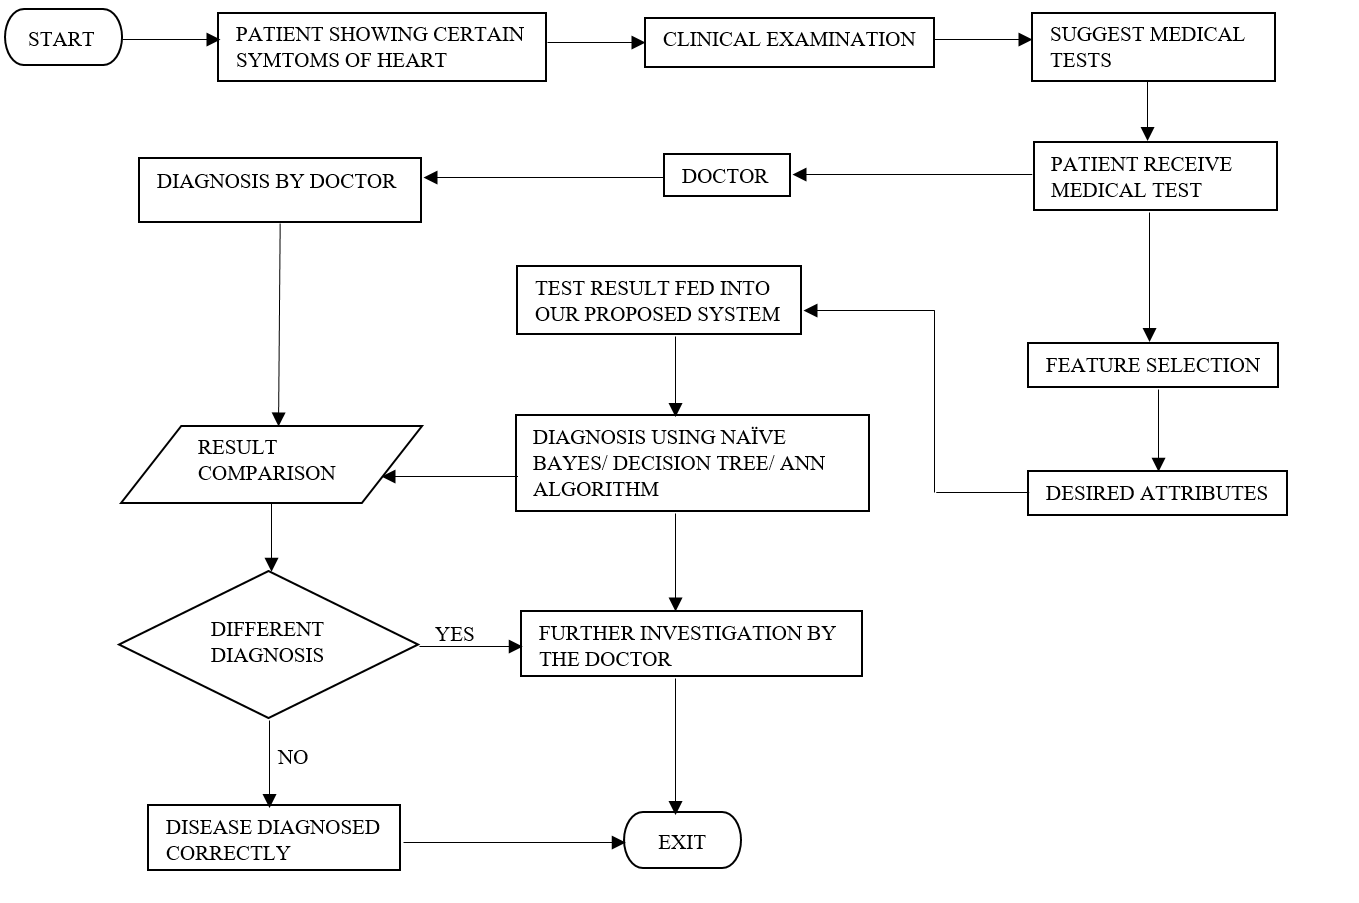 START
PATIENT SHOWING CERTAIN
SYMTOMS OF HEART
CLINICAL EXAMINATION
SUGGEST MEDICAL
TESTS
DIAGNOSIS BY DOCTOR
DOCTOR
PATIENT RECEIVE
MEDICAL TEST
TEST RESULT FED INTO
OUR PROPOSED SYSTEM
FEATURE SELECTION
RESULT
COMPARISON
DIAGNOSIS USING NAÏVE
BAYES/ DECISION TREE/ ANN
ALGORITHM
DESIRED ATTRIBUTES
DIFFERENT
DIAGNOSIS
YES
FURTHER INVESTIGATION BY
THE DOCTOR
NO
DISEASE DIAGNOSED
CORRECTLY
EXIT